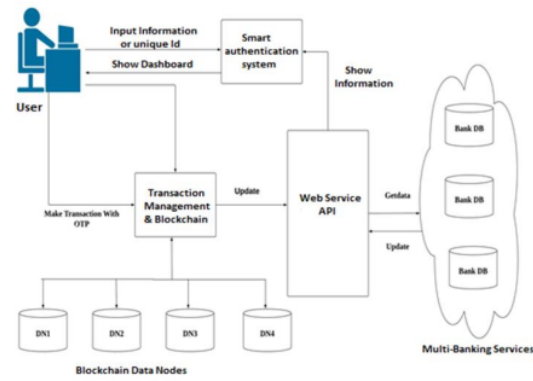 Input Information
or unique Id
Show Dashboard
Smart
authentication
system
User
Show
Information
Bank DB
Transaction
Management
& Blockchain
Update
Web Service
API
Getdata
Bank DB
Make Transaction With
OTP
Update
Bank DB
DN1
DN2
DN3
DN4
Multi-Banking Services
Blockchain Data Nodes